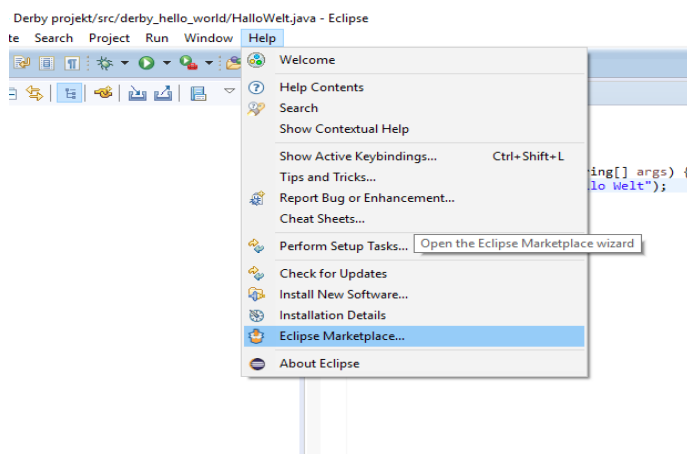 Derby projekt/src/derby_hello_world/HalloWelt.java - Eclipse
te Search Project Run Window Help
Welcome
Help Contents
Search
Show Contextual Help
Show Active Keybindings... Ctrl+Shift+L
ring[] args) {
Tips and Tricks...
lo Welt");
Report Bug or Enhancement...
Cheat Sheets...
Perform Setup Tasks...
Open the Eclipse Marketplace wizard
Check for Updates
Install New Software...
Installation Details
Eclipse Marketplace...
About Eclipse